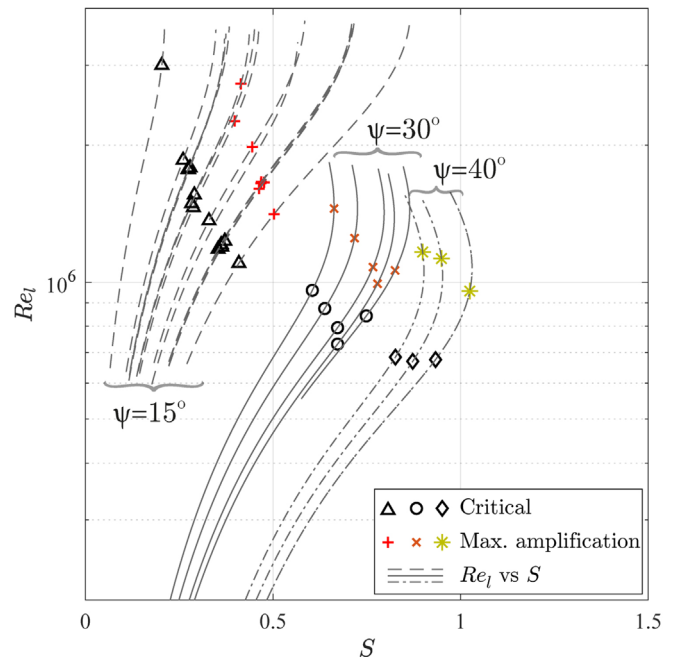 ψ=30°
ψ=40°
Re_l
10^6
ψ=15°
Critical
Max. amplification
Re_l vs S
0
0.5
1
1.5
S